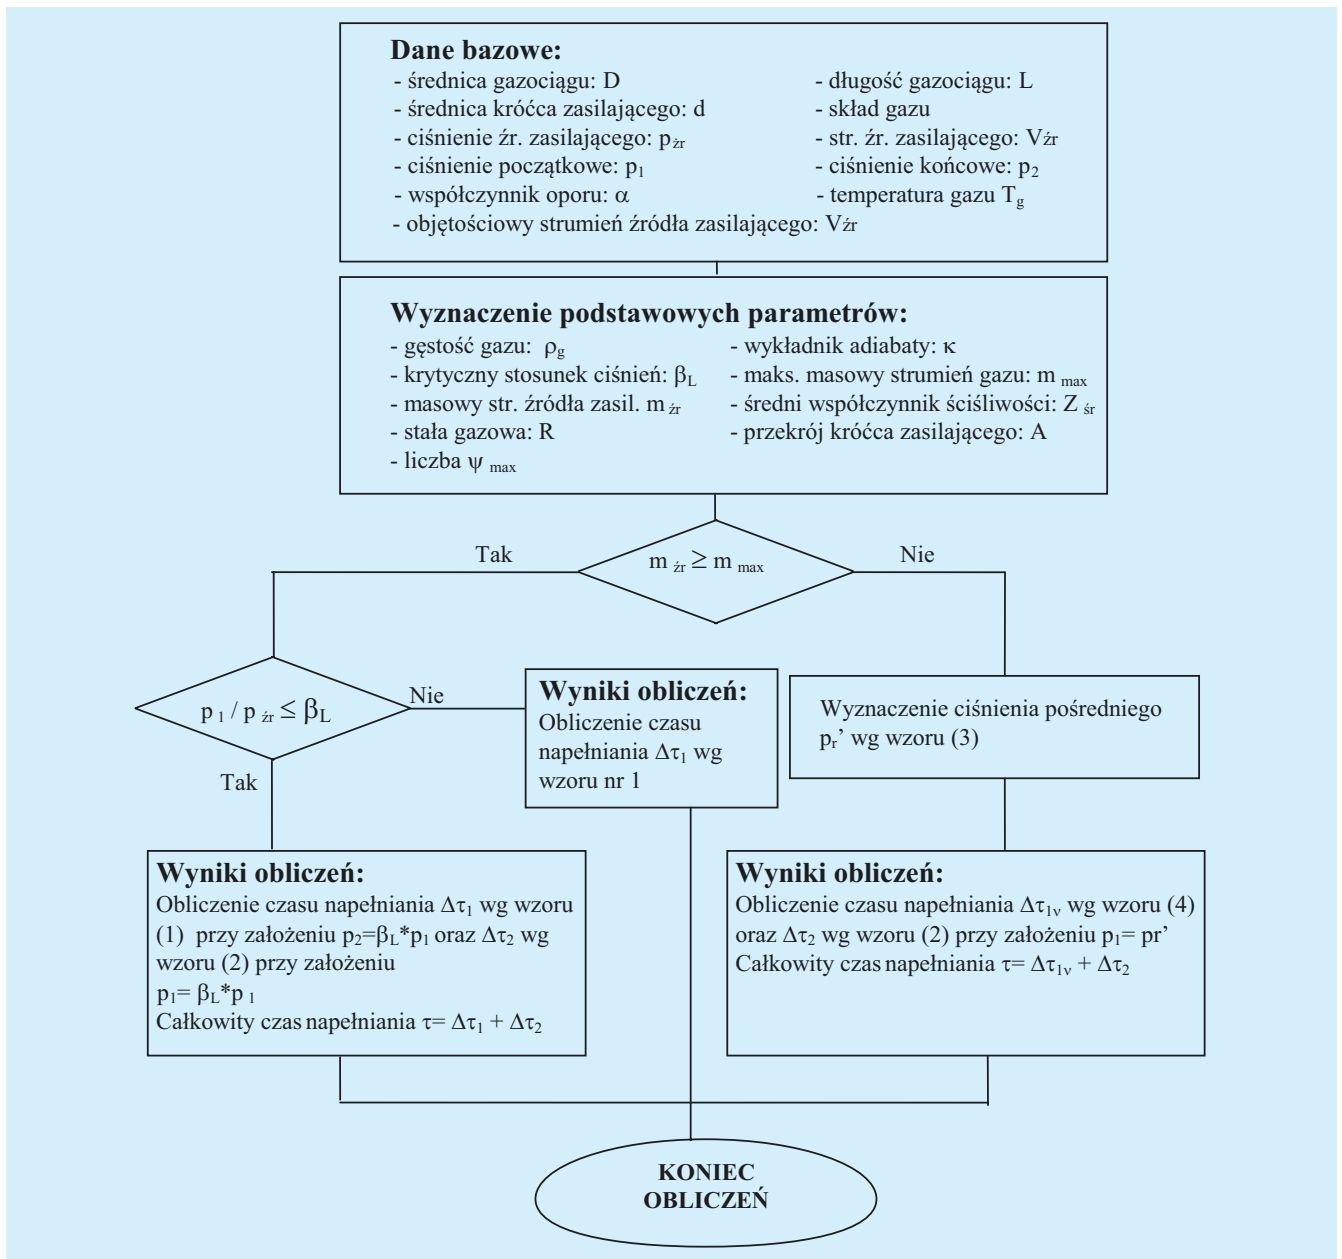 Dane bazowe:
- średnica gazociągu: D
- długość gazociągu: L
- średnica króćca zasilającego: d
- skład gazu
- ciśnienie źr. zasilającego: p źr
- str. źr. zasilającego: Vźr
- ciśnienie początkowe: p1
- ciśnienie końcowe: p2
- współczynnik oporu: α
- temperatura gazu Tg
- objętościowy strumień źródła zasilającego: Vźr
Wyznaczenie podstawowych parametrów:
- gęstość gazu: ρg
- wykładnik adiabaty: κ
- krytyczny stosunek ciśnień: βL
- maks. masowy strumień gazu: m max
- masowy str. źródła zasil. m źr
- średni współczynnik ściśliwości: Z śr
- stała gazowa: R
- przekrój króćca zasilającego: A
- liczba ψ max
Tak
m źr ≥ m max
Nie
p 1 / p źr ≤ βL
Nie
Tak
Wyniki obliczeń:
Obliczenie czasu
napełniania Δτ1 wg
wzoru nr 1
Wyznaczenie ciśnienia pośredniego
pr’ wg wzoru (3)
Wyniki obliczeń:
Obliczenie czasu napełniania Δτ1 wg wzoru
(1) przy założeniu p2=βL*p1 oraz Δτ2 wg
wzoru (2) przy założeniu
p1= βL*p 1
Całkowity czas napełniania τ= Δτ1 + Δτ2
Wyniki obliczeń:
Obliczenie czasu napełniania Δτ1ν wg wzoru (4)
oraz Δτ2 wg wzoru (2) przy założeniu p1= pr’
Całkowity czas napełniania τ= Δτ1ν + Δτ2
KONIEC
OBLICZEŃ